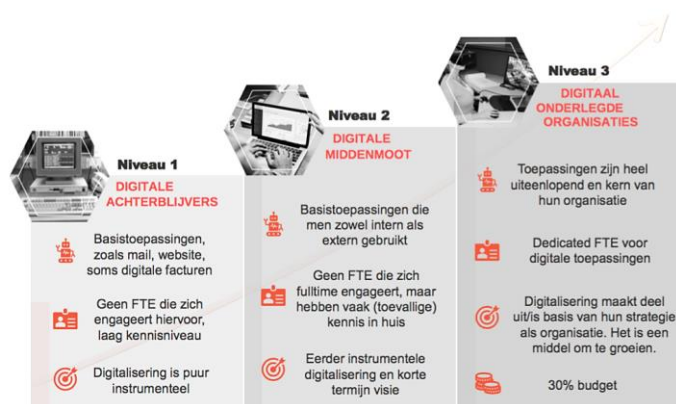 Niveau 1
DIGITALE
ACHTERBLIJVERS
Basistoepassingen,
zoals mail, website,
soms digitale facturen
Geen FTE die zich
engageert hiervoor,
laag kennisniveau
Digitalisering is puur
instrumenteel
Niveau 2
DIGITALE
MIDDENMOOT
Basistoepassingen die
men zowel intern als
extern gebruikt
Geen FTE die zich
fulltime engageert, maar
hebben vaak (toevallige)
kennis in huis
Eerder instrumentele
digitalisering en korte
termijn visie
Niveau 3
DIGITAAL
ONDERLEGDE
ORGANISATIES
Toepassingen zijn heel
uiteenlopend en kern van
hun organisatie
Dedicated FTE voor
digitale toepassingen
Digitalisering maakt deel
uit/is basis van hun strategie
als organisatie. Het is een
middel om te groeien.
30% budget